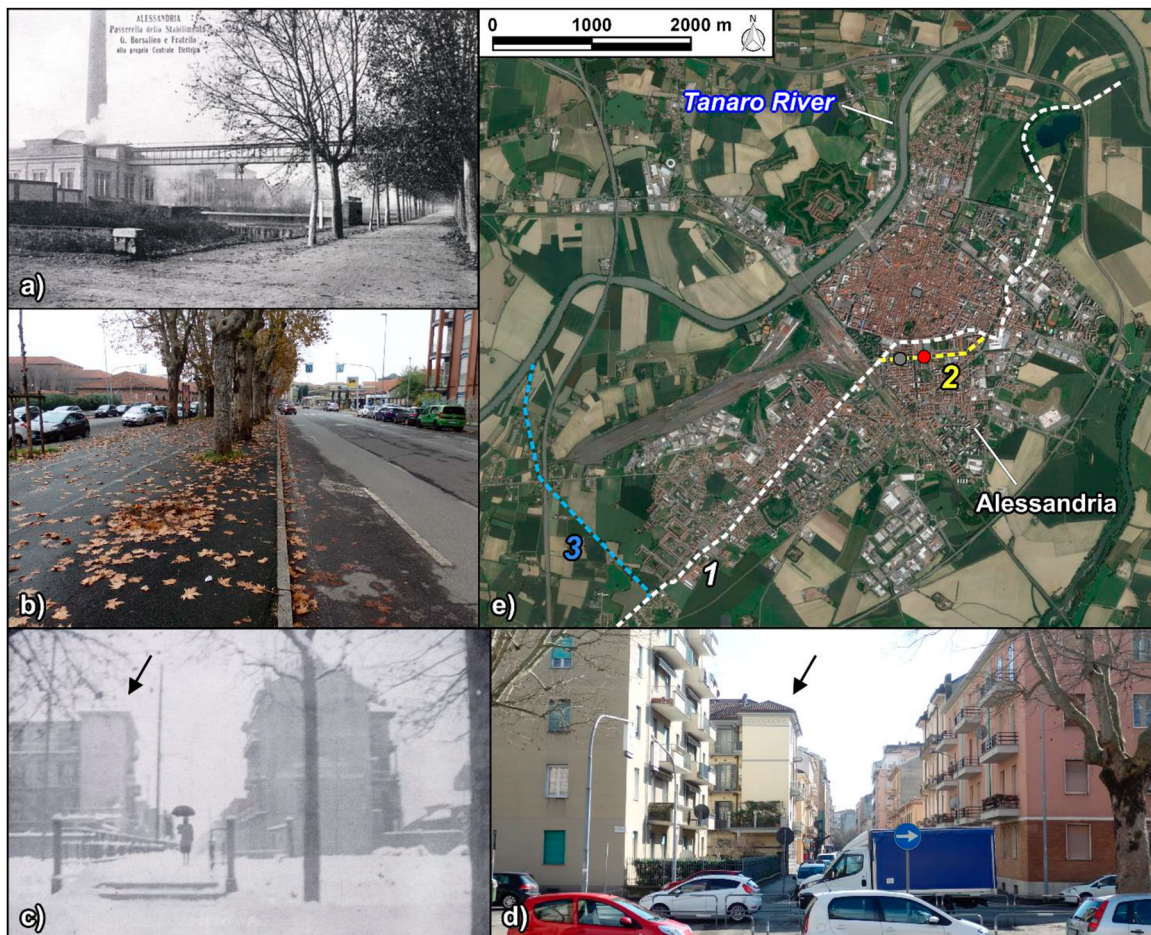 ALESSANDRIA
Passerella dello Stabilimento
G. Borsalino e Fratello
alla propria Centrale Elettrica
a)
b)
c)
d)
0 1000 2000 m
N
Tanaro River
2
Alessandria
3
1
e)